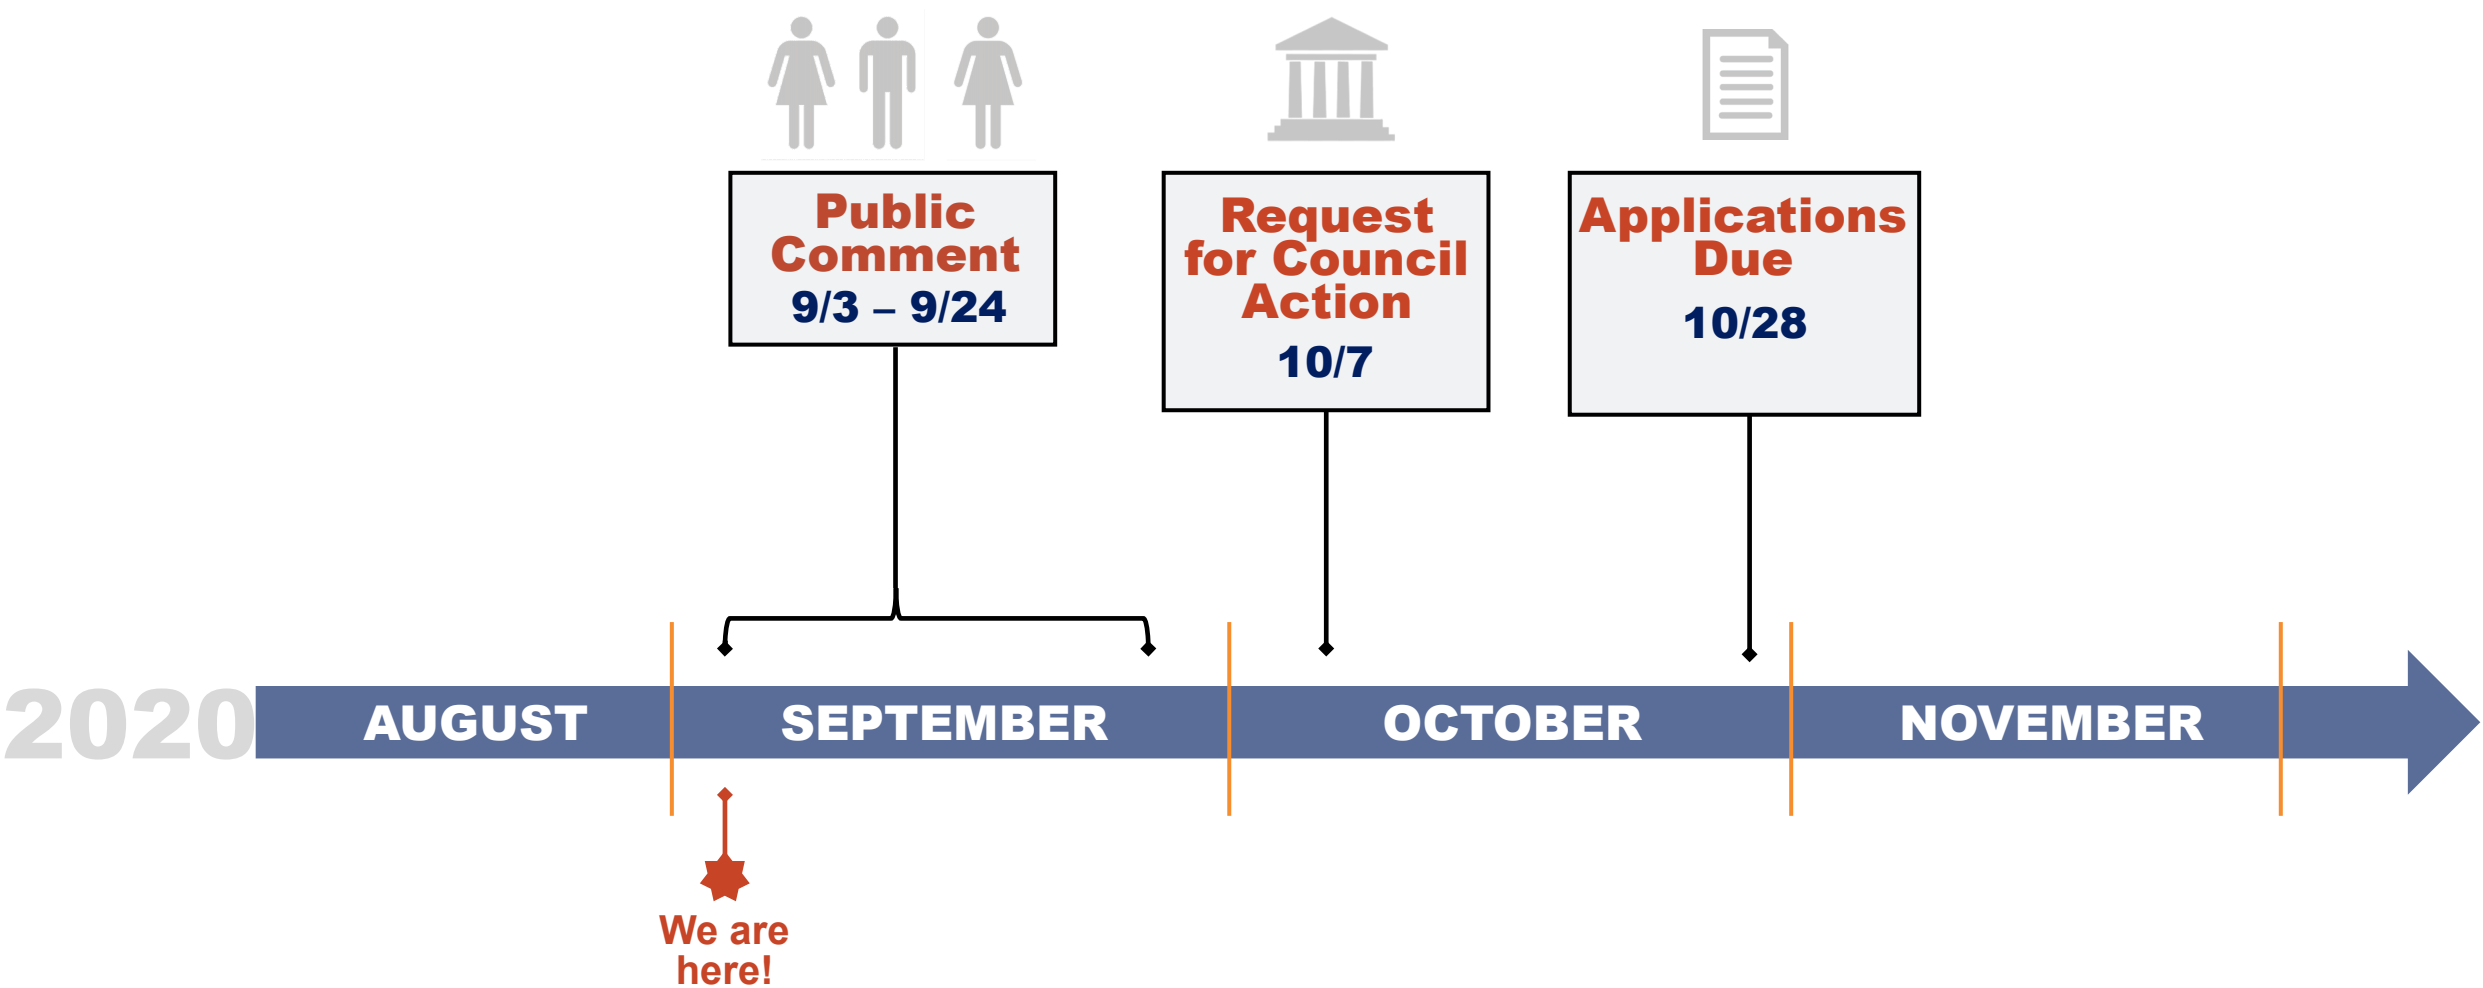 Public
Comment
9/3 – 9/24
Request
for Council
Action
10/7
Applications
Due
10/28
2020
AUGUST
SEPTEMBER
OCTOBER
NOVEMBER
We are
here!